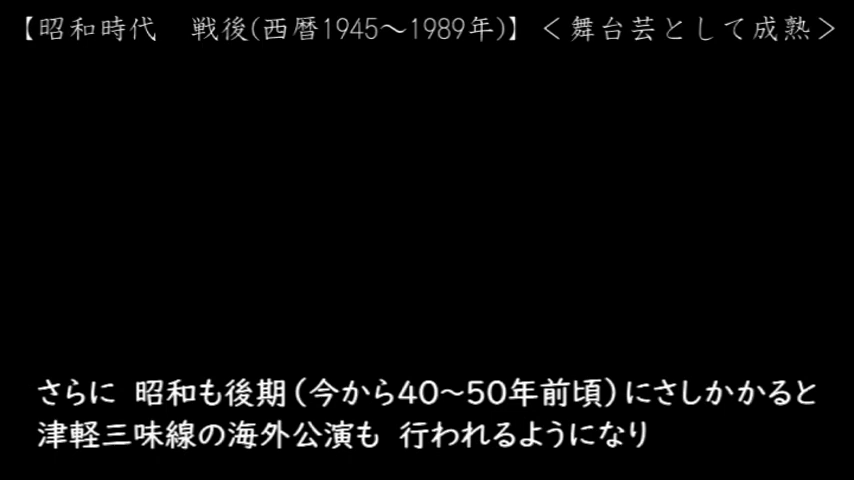 【昭和時代　戦後(西暦1945～1989年)】＜舞台芸として成熟＞
さらに 昭和も後期(今から40~50年前頃)にさしかかると
津軽三味線の海外公演も 行われるようになり